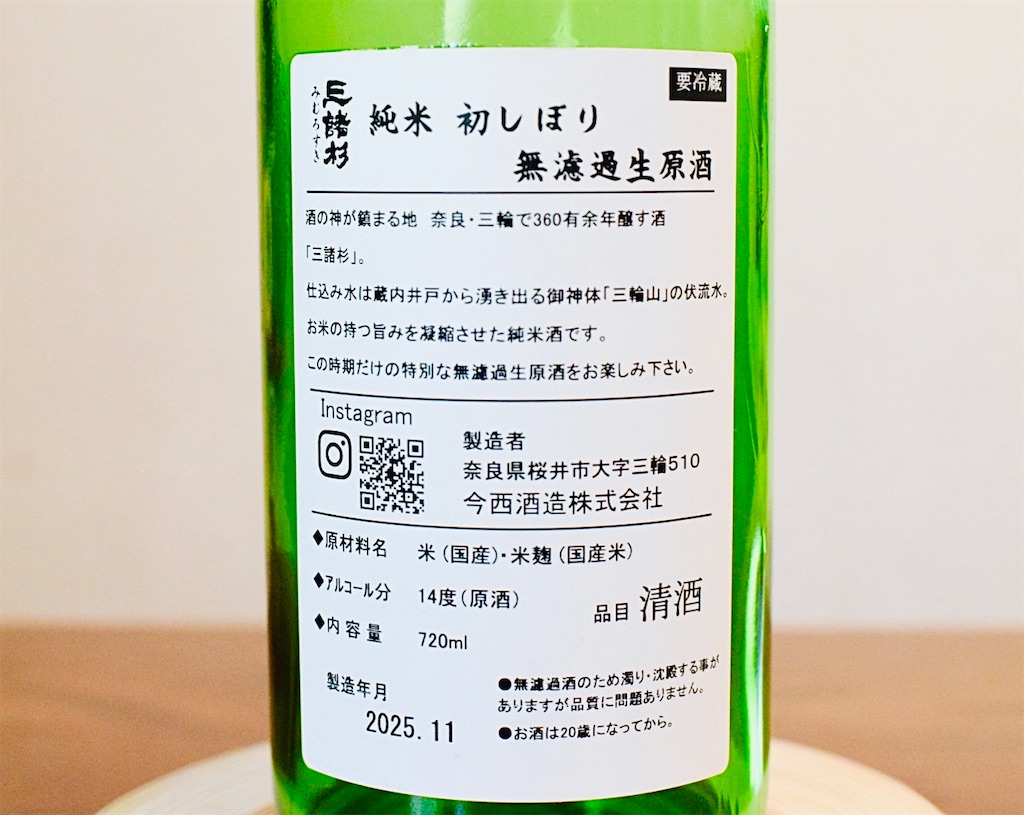 要冷蔵
三諸杉
みむろすぎ
純米 初しぼり
無濾過生原酒
酒の神が鎮まる地 奈良・三輪で360有余年醸す酒
「三諸杉」。
仕込み水は蔵内井戸から湧き出る御神体「三輪山」の伏流水。
お米の持つ旨みを凝縮させた純米酒です。
この時期だけの特別な無濾過生原酒をお楽しみ下さい。
Instagram
製造者
奈良県桜井市大字三輪510
今西酒造株式会社
◆原材料名 米(国産)・米麹(国産米)
◆アルコール分 14度(原酒)
◆内容量 720ml
品目 清酒
製造年月
2025.11
●無濾過酒のため濁り・沈殿する事が
ありますが品質に問題ありません。
●お酒は20歳になってから。